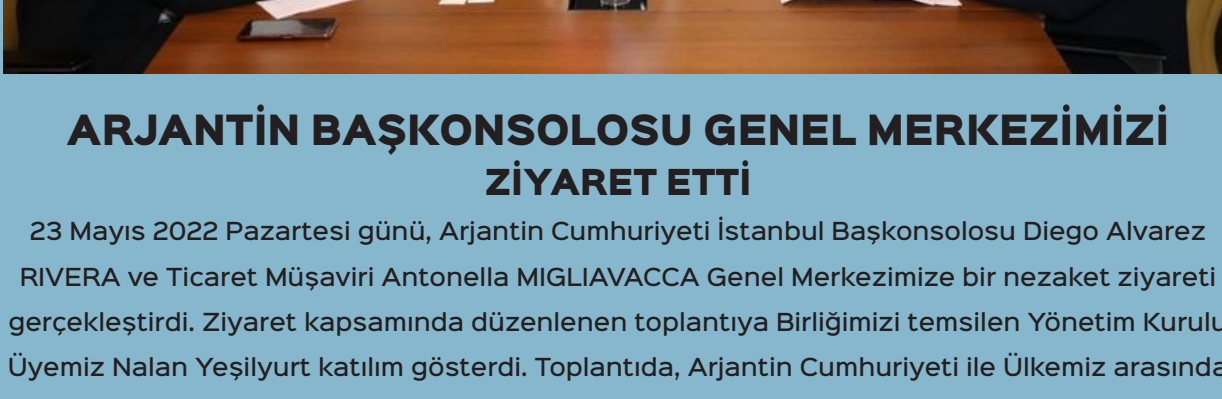 ARJANTİN BAŞKONSOLOSU GENEL MERKEZİMİZİ
ZİYARET ETTİ
23 Mayıs 2022 Pazartesi günü, Arjantin Cumhuriyeti İstanbul Başkonsolosu Diego Alvarez
RIVERA ve Ticaret Müşaviri Antonella MIGLIAVACCA Genel Merkezimize bir nezaket ziyareti
gerçekleştirdi. Ziyaret kapsamında düzenlenen toplantıya Birliğimizi temsilen Yönetim Kurulu
Üyemiz Nalan Yeşilyurt katılım gösterdi. Toplantıda, Arjantin Cumhuriyeti ile Ülkemiz arasında